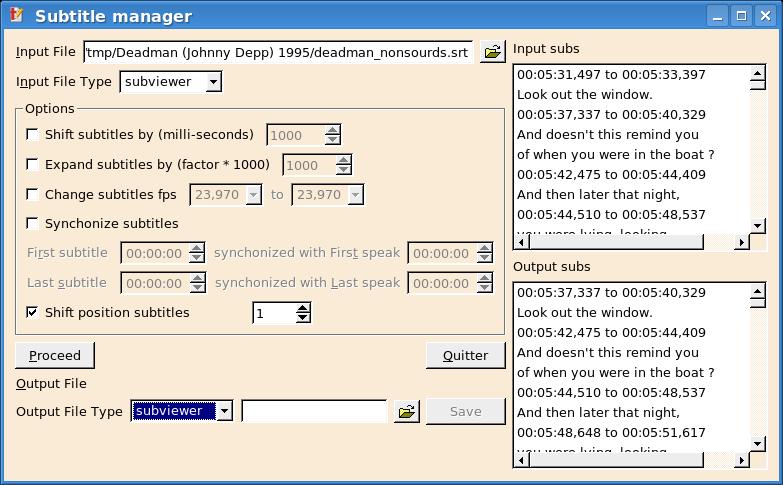 Subtitle manager
Input File 'tmp/Deadman (Johnny Depp) 1995/deadman_nonsourds.srt
Input File Type subviewer
Options
Shift subtitles by (milli-seconds) 1000
Expand subtitles by (factor * 1000) 1000
Change subtitles fps 23,970 to 23,970
Synchonize subtitles
First subtitle 00:00:00 synchonized with First speak 00:00:00
Last subtitle 00:00:00 synchonized with Last speak 00:00:00
Shift position subtitles 1
Proceed Quitter
Output File
Output File Type subviewer Save
Input subs
00:05:31,497 to 00:05:33,397
Look out the window.
00:05:37,337 to 00:05:40,329
And doesn't this remind you
of when you were in the boat ?
00:05:42,475 to 00:05:44,409
And then later that night,
00:05:44,510 to 00:05:48,537
you were lying, looking
Output subs
00:05:37,337 to 00:05:40,329
Look out the window.
00:05:42,475 to 00:05:44,409
And doesn't this remind you
of when you were in the boat ?
00:05:44,510 to 00:05:48,537
And then later that night,
00:05:48,648 to 00:05:51,617
you were lying, looking